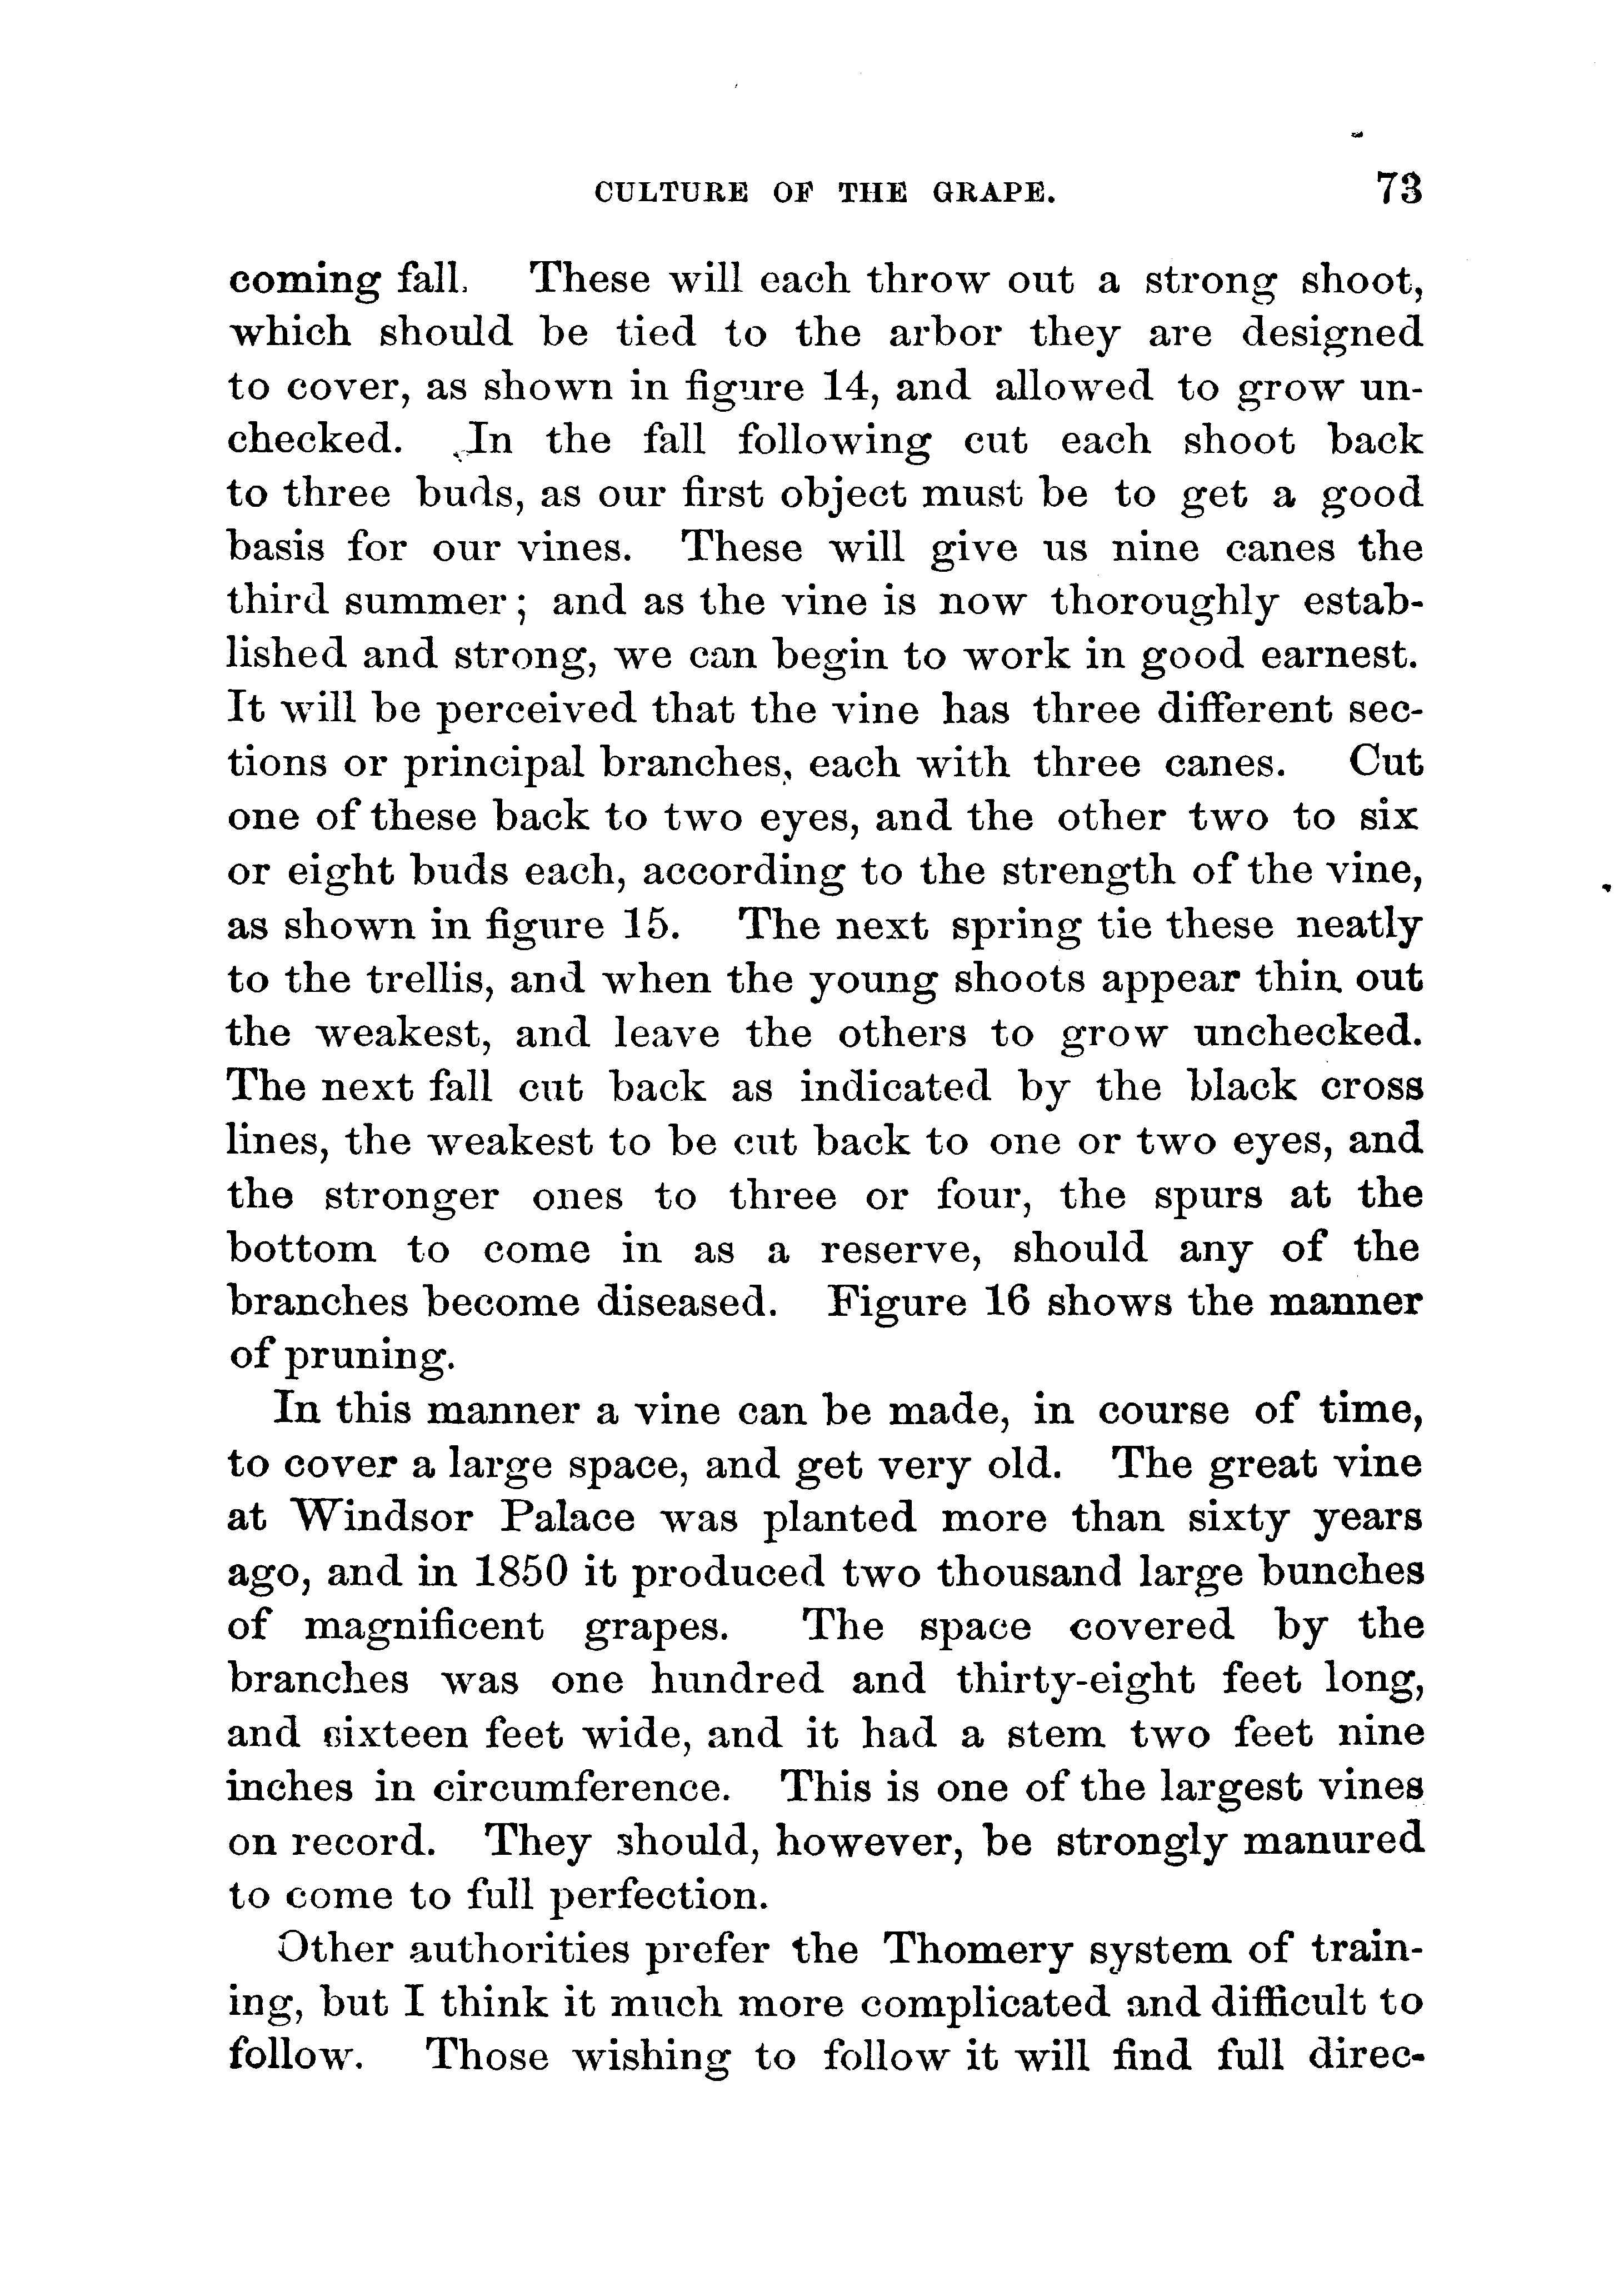 CULTURE OF THE GRAPE. 73
coming fall. These will each throw out a strong shoot,
which should be tied to the arbor they are designed
to cover, as shown in figure 14, and allowed to grow un-
checked. In the fall following cut each shoot back
to three buds, as our first object must be to get a good
basis for our vines. These will give us nine canes the
third summer; and as the vine is now thoroughly estab-
lished and strong, we can begin to work in good earnest.
It will be perceived that the vine has three different sec-
tions or principal branches, each with three canes. Cut
one of these back to two eyes, and the other two to six
or eight buds each, according to the strength of the vine,
as shown in figure 15. The next spring tie these neatly
to the trellis, and when the young shoots appear thin out
the weakest, and leave the others to grow unchecked.
The next fall cut back as indicated by the black cross
lines, the weakest to be cut back to one or two eyes, and
the stronger ones to three or four, the spurs at the
bottom to come in as a reserve, should any of the
branches become diseased. Figure 16 shows the manner
of pruning.
In this manner a vine can be made, in course of time,
to cover a large space, and get very old. The great vine
at Windsor Palace was planted more than sixty years
ago, and in 1850 it produced two thousand large bunches
of magnificent grapes. The space covered by the
branches was one hundred and thirty-eight feet long,
and sixteen feet wide, and it had a stem two feet nine
inches in circumference. This is one of the largest vines
on record. They should, however, be strongly manured
to come to full perfection.
Other authorities prefer the Thomery system of train-
ing, but I think it much more complicated and difficult to
follow. Those wishing to follow it will find full direc-